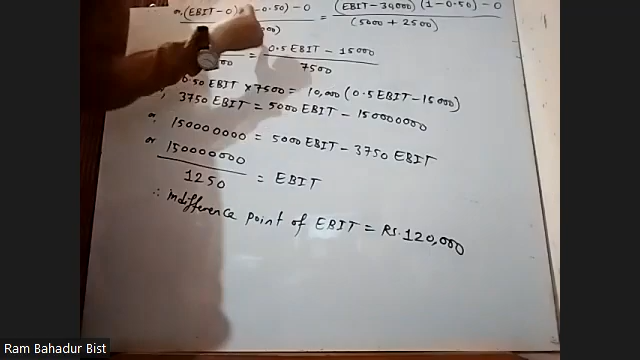 or, (EBIT-0) -0.50) - 0 = (EBIT-34000) (1-0.50) - 0
(5000 + 2500)
= 0.5 EBIT - 15000
7500
0.50 EBIT x 7500 = 10,000 (0.5 EBIT - 15000)
3750 EBIT = 5000 EBIT - 150000000
or 150000000 = 5000 EBIT - 3750 EBIT
or 150000000 = EBIT
1250
∴ indifference point of EBIT = Rs. 120,000
Ram Bahadur Bist